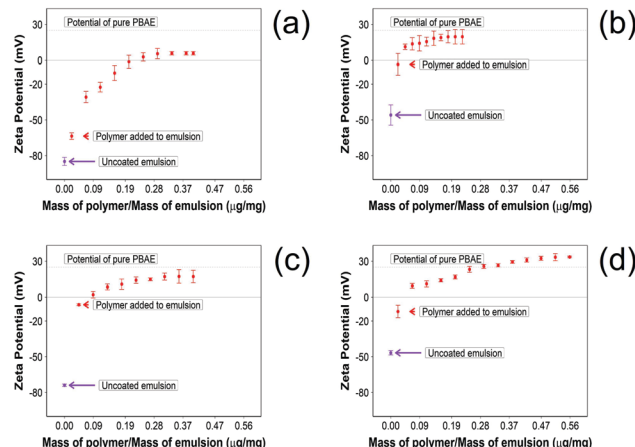 (a)
Potential of pure PBAE
Zeta Potential (mV)
30
0
-20
-50
-80
Polymer added to emulsion
Uncoated emulsion
0.00 0.09 0.19 0.28 0.37 0.47 0.56
Mass of polymer/Mass of emulsion (μg/mg)
(b)
Potential of pure PBAE
Zeta Potential (mV)
30
0
-20
-50
-80
Polymer added to emulsion
Uncoated emulsion
0.00 0.09 0.19 0.28 0.37 0.47 0.56
Mass of polymer/Mass of emulsion (μg/mg)
(c)
Potential of pure PBAE
Zeta Potential (mV)
30
0
-20
-50
-80
Polymer added to emulsion
Uncoated emulsion
0.00 0.09 0.19 0.28 0.37 0.47 0.56
Mass of polymer/Mass of emulsion (μg/mg)
(d)
Potential of pure PBAE
Zeta Potential (mV)
30
0
-20
-50
-80
Polymer added to emulsion
Uncoated emulsion
0.00 0.09 0.19 0.28 0.37 0.47 0.56
Mass of polymer/Mass of emulsion (μg/mg)